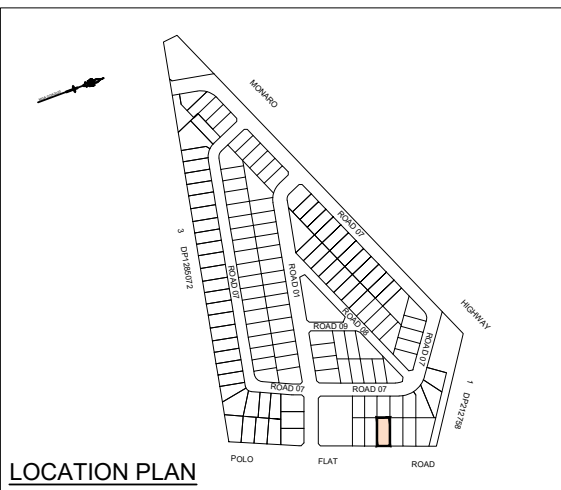 MONARO
ROAD 07
3 DP1285072
ROAD 07
ROAD 01
HIGHWAY
ROAD 08
ROAD 09
ROAD 07
1 DP212758
ROAD 07
ROAD 07
POLO FLAT ROAD
LOCATION PLAN